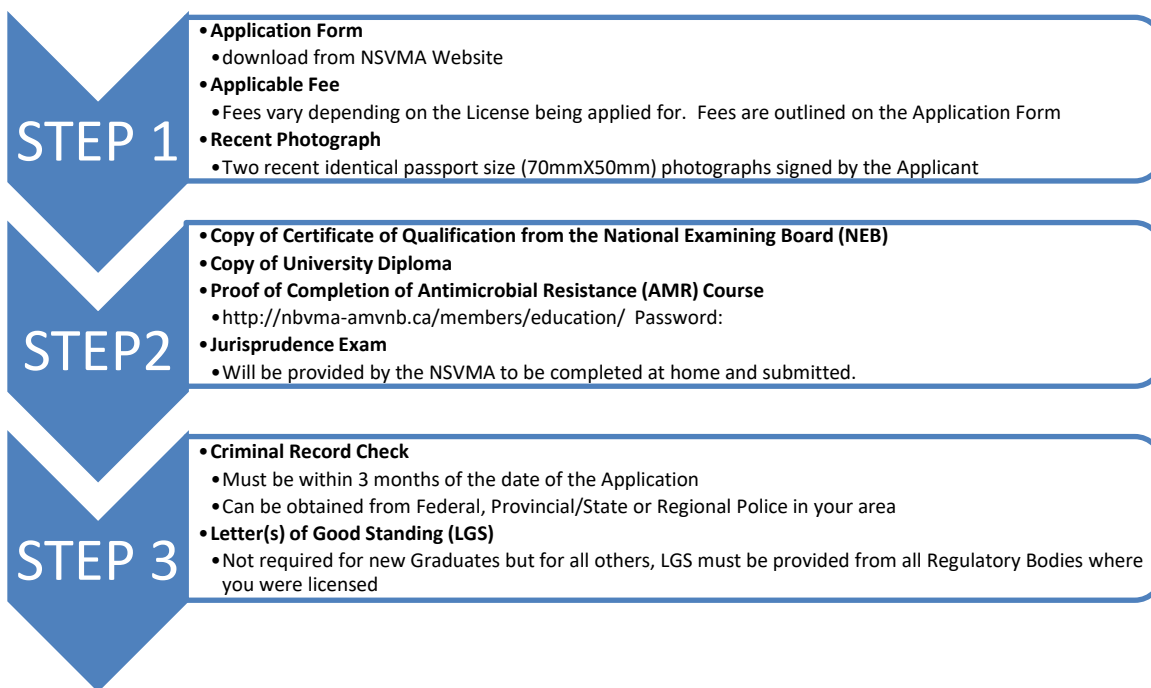 STEP 1
•Application Form
•download from NSVMA Website
•Applicable Fee
•Fees vary depending on the License being applied for.  Fees are outlined on the Application Form
•Recent Photograph
•Two recent identical passport size (70mmX50mm) photographs signed by the Applicant
STEP2
•Copy of Certificate of Qualification from the National Examining Board (NEB)
•Copy of University Diploma
•Proof of Completion of Antimicrobial Resistance (AMR) Course
•http://nbvma-amvnb.ca/members/education/  Password:
•Jurisprudence Exam
•Will be provided by the NSVMA to be completed at home and submitted.
STEP 3
•Criminal Record Check
•Must be within 3 months of the date of the Application
•Can be obtained from Federal, Provincial/State or Regional Police in your area
•Letter(s) of Good Standing (LGS)
•Not required for new Graduates but for all others, LGS must be provided from all Regulatory Bodies where
you were licensed